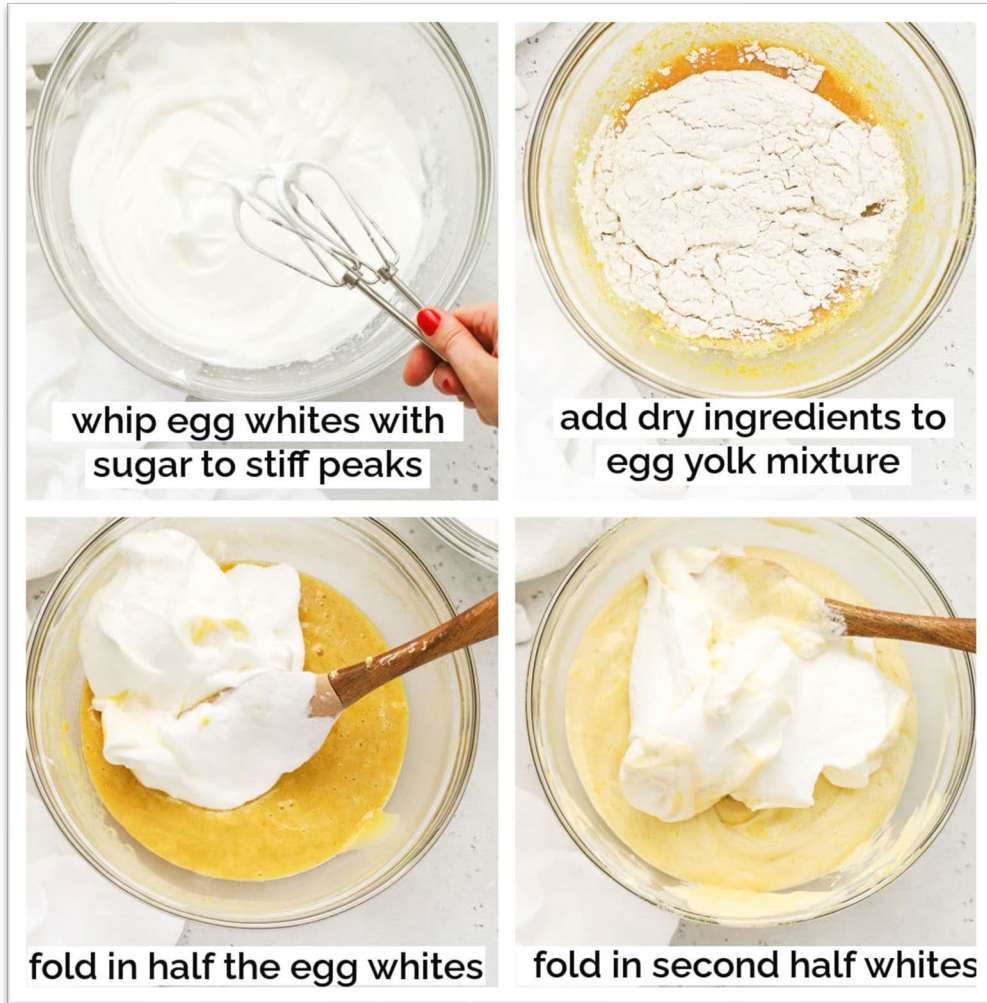 whip egg whites with
sugar to stiff peaks
add dry ingredients to
egg yolk mixture
fold in half the egg whites
fold in second half whites